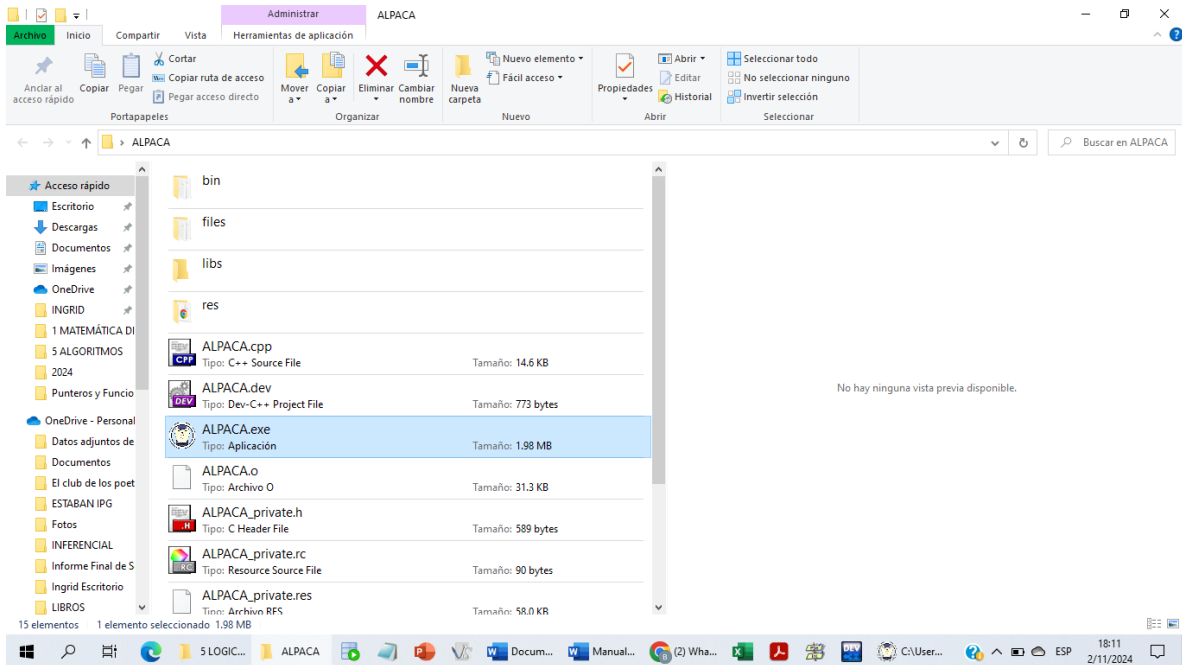 Administrar
ALPACA
Archivo Inicio Compartir Vista Herramientas de aplicación
Anclar al acceso rápido
Copiar
Pegar
Cortar
Copiar ruta de acceso
Pegar acceso directo
Portapapeles
Mover a
Copiar a
Eliminar
Cambiar nombre
Organizar
Nueva carpeta
Nuevo elemento
Fácil acceso
Nuevo
Propiedades
Abrir
Editar
Historial
Abrir
Seleccionar todo
No seleccionar ninguno
Invertir selección
Seleccionar
ALPACA
Buscar en ALPACA
Acceso rápido
Escritorio
Descargas
Documentos
Imágenes
OneDrive
INGRID
1 MATEMÁTICA DI
5 ALGORITMOS
2024
Punteros y Funcio
OneDrive - Personal
Datos adjuntos de
Documentos
El club de los poet
ESTABAN IPG
Fotos
INFERENCIAL
Informe Final de S
Ingrid Escritorio
LIBROS
bin
files
libs
res
ALPACA.cpp
Tipo: C++ Source File Tamaño: 14.6 KB
ALPACA.dev
Tipo: Dev-C++ Project File Tamaño: 773 bytes
ALPACA.exe
Tipo: Aplicación Tamaño: 1.98 MB
ALPACA.o
Tipo: Archivo O Tamaño: 31.3 KB
ALPACA_private.h
Tipo: C Header File Tamaño: 589 bytes
ALPACA_private.rc
Tipo: Resource Source File Tamaño: 90 bytes
ALPACA_private.res
Tipo: Archivo RES Tamaño: 58.0 KB
No hay ninguna vista previa disponible.
15 elementos 1 elemento seleccionado 1.98 MB
5 LOGIC... ALPACA Docum... Manual... (2) Wha... DEV C:\User... ESP
18:11
2/11/2024